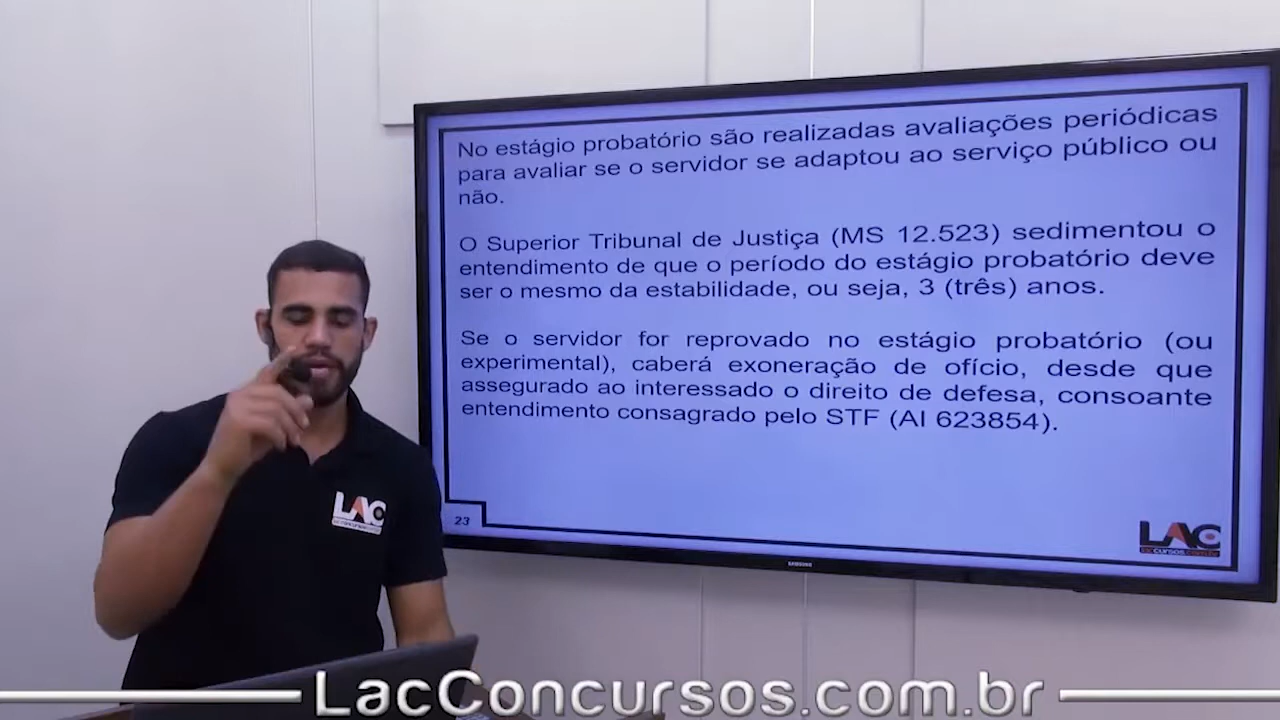 No estágio probatório são realizadas avaliações periódicas
para avaliar se o servidor se adaptou ao serviço público ou
não.
O Superior Tribunal de Justiça (MS 12.523) sedimentou o
entendimento de que o período do estágio probatório deve
ser o mesmo da estabilidade, ou seja, 3 (três) anos.
Se o servidor for reprovado no estágio probatório (ou
experimental), caberá exoneração de ofício, desde que
assegurado ao interessado o direito de defesa, consoante
entendimento consagrado pelo STF (AI 623854).
23
LAC
SAMSUNG
LAC
LacConcursos.com.br